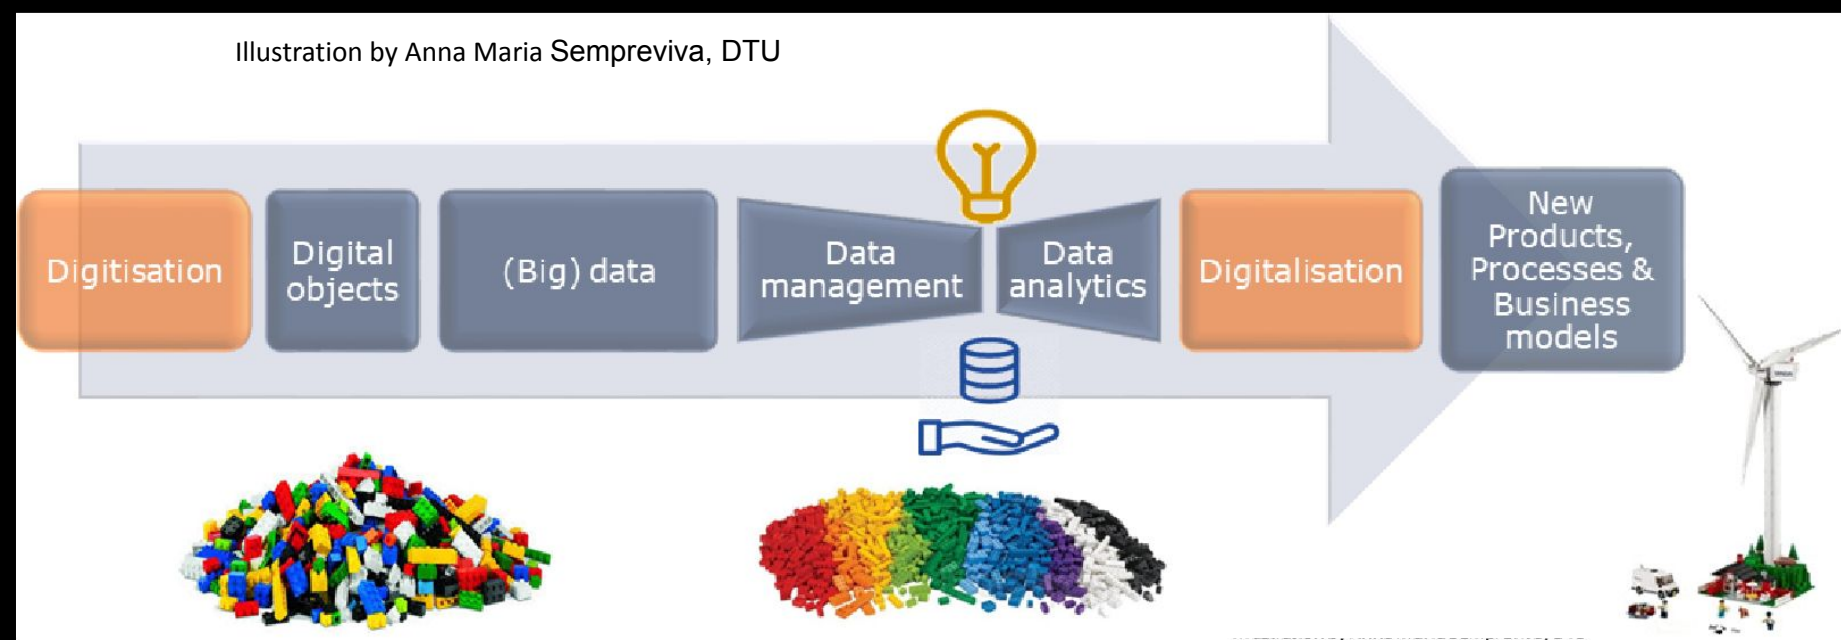 Illustration by Anna Maria Sempreviva, DTU
Digitisation
Digital
objects
(Big) data
Data
management
Data
analytics
Digitalisation
New
Products,
Processes &
Business
models